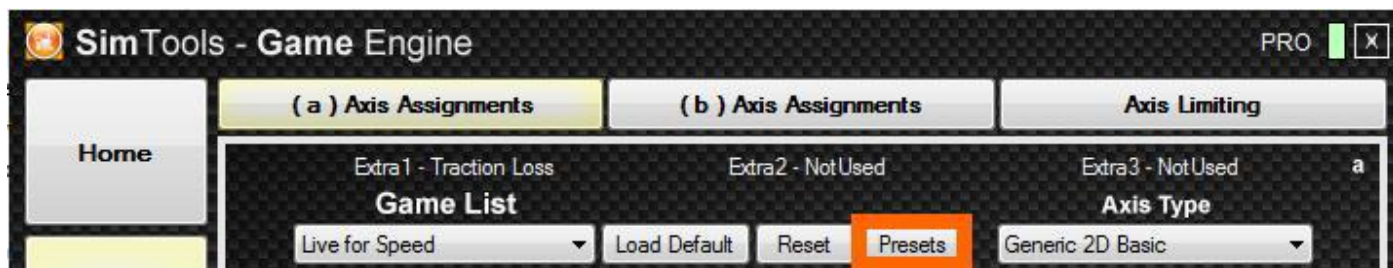 SimTools - Game Engine PRO X
( a ) Axis Assignments ( b ) Axis Assignments Axis Limiting
Home
Extra1 - Traction Loss Extra2 - NotUsed Extra3 - NotUsed a
Game List Axis Type
Live for Speed Load Default Reset Presets Generic 2D Basic